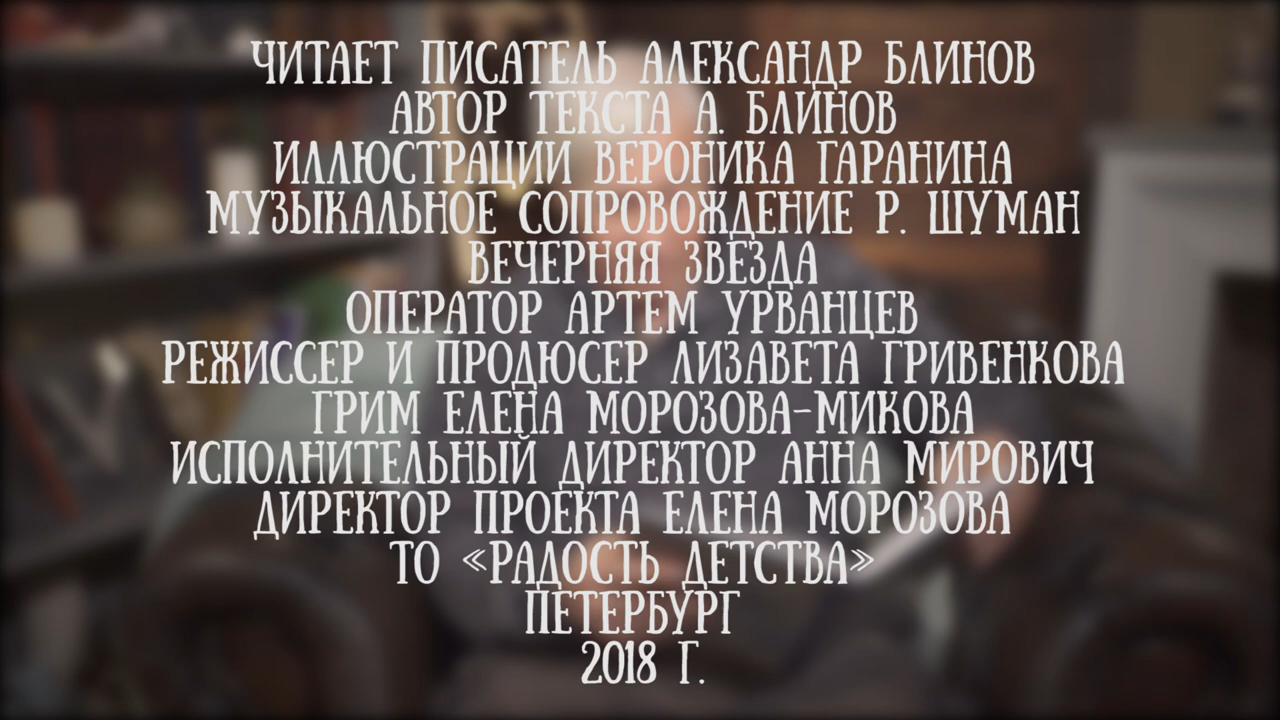 ЧИТАЕТ ПИСАТЕЛЬ АЛЕКСАНДР БЛИНОВ
АВТОР ТЕКСТА А. БЛИНОВ
ИЛЛЮСТРАЦИИ ВЕРОНИКА ГАРАНИНА
МУЗЫКАЛЬНОЕ СОПРОВОЖДЕНИЕ Р. ШУМАН
ВЕЧЕРНЯЯ ЗВЕЗДА
ОПЕРАТОР АРТЕМ УРВАНЦЕВ
РЕЖИССЕР И ПРОДЮСЕР ЛИЗАВЕТА ГРИВЕНКОВА
ГРИМ ЕЛЕНА МОРОЗОВА-МИКОВА
ИСПОЛНИТЕЛЬНЫЙ ДИРЕКТОР АННА МИРОВИЧ
ДИРЕКТОР ПРОЕКТА ЕЛЕНА МОРОЗОВА
ТО «РАДОСТЬ ДЕТСТВА»
ПЕТЕРБУРГ
2018 Г.